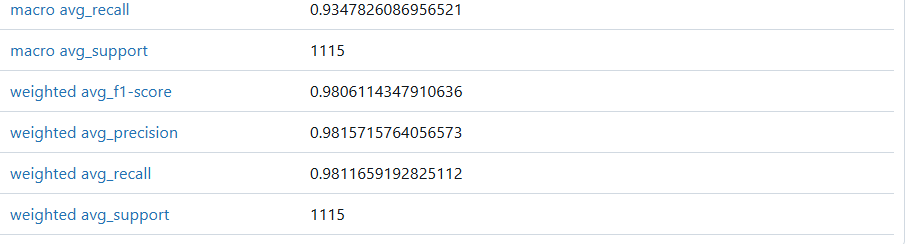 macro avg_recall 0.9347826086956521
macro avg_support 1115
weighted avg_f1-score 0.9806114347910636
weighted avg_precision 0.9815715764056573
weighted avg_recall 0.9811659192825112
weighted avg_support 1115